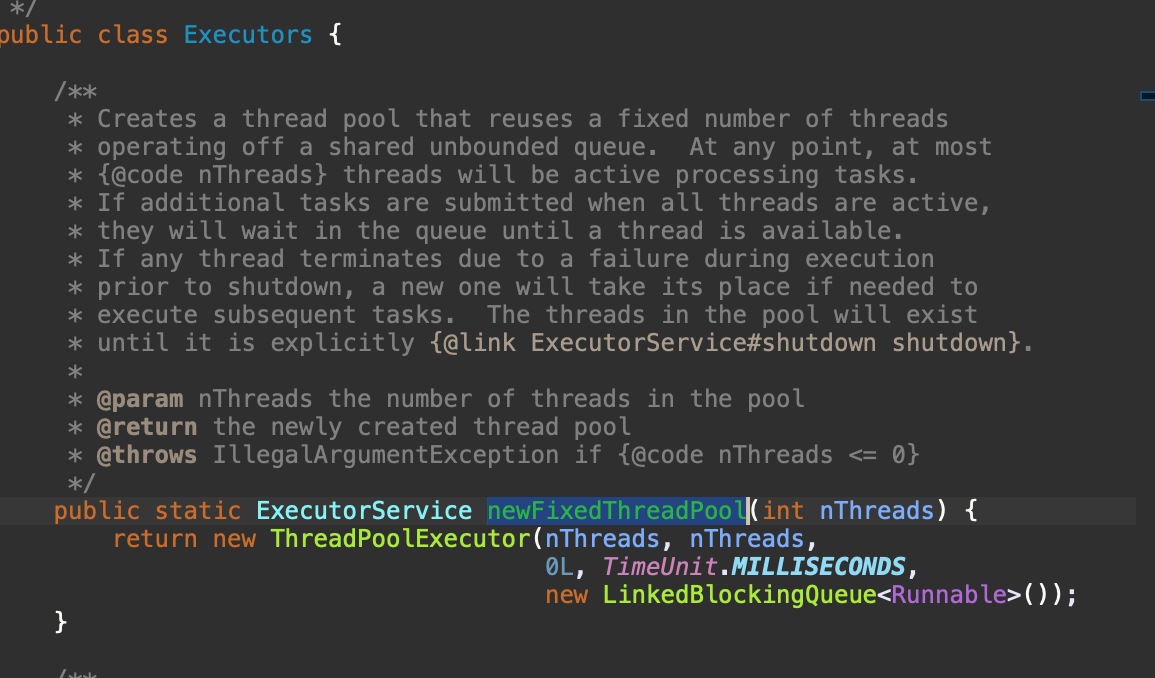 */
public class Executors {
/**
* Creates a thread pool that reuses a fixed number of threads
* operating off a shared unbounded queue.  At any point, at most
* {@code nThreads} threads will be active processing tasks.
* If additional tasks are submitted when all threads are active,
* they will wait in the queue until a thread is available.
* If any thread terminates due to a failure during execution
* prior to shutdown, a new one will take its place if needed to
* execute subsequent tasks.  The threads in the pool will exist
* until it is explicitly {@link ExecutorService#shutdown shutdown}.
*
* @param nThreads the number of threads in the pool
* @return the newly created thread pool
* @throws IllegalArgumentException if {@code nThreads <= 0}
*/
public static ExecutorService newFixedThreadPool(int nThreads) {
return new ThreadPoolExecutor(nThreads, nThreads,
0L, TimeUnit.MILLISECONDS,
new LinkedBlockingQueue<Runnable>());
}
/**